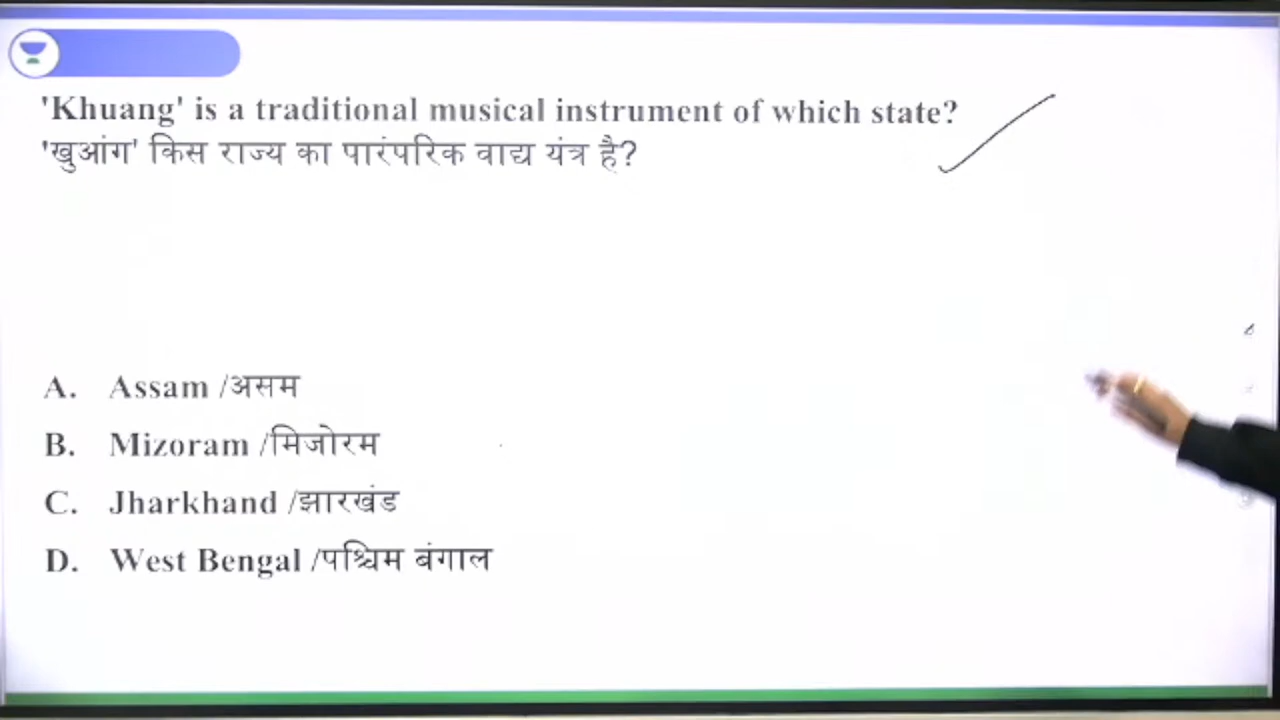 'Khuang' is a traditional musical instrument of which state?
'खुआंग' किस राज्य का पारंपरिक वाद्य यंत्र है?
A. Assam /असम
B. Mizoram /मिजोरम
C. Jharkhand /झारखंड
D. West Bengal /पश्चिम बंगाल